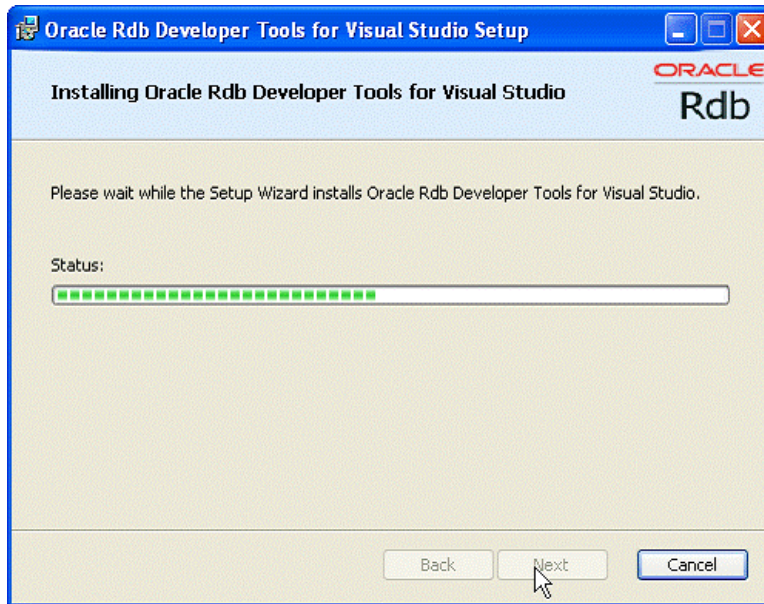 Oracle Rdb Developer Tools for Visual Studio Setup
Installing Oracle Rdb Developer Tools for Visual Studio
ORACLE
Rdb
Please wait while the Setup Wizard installs Oracle Rdb Developer Tools for Visual Studio.
Status:
Back
Next
Cancel